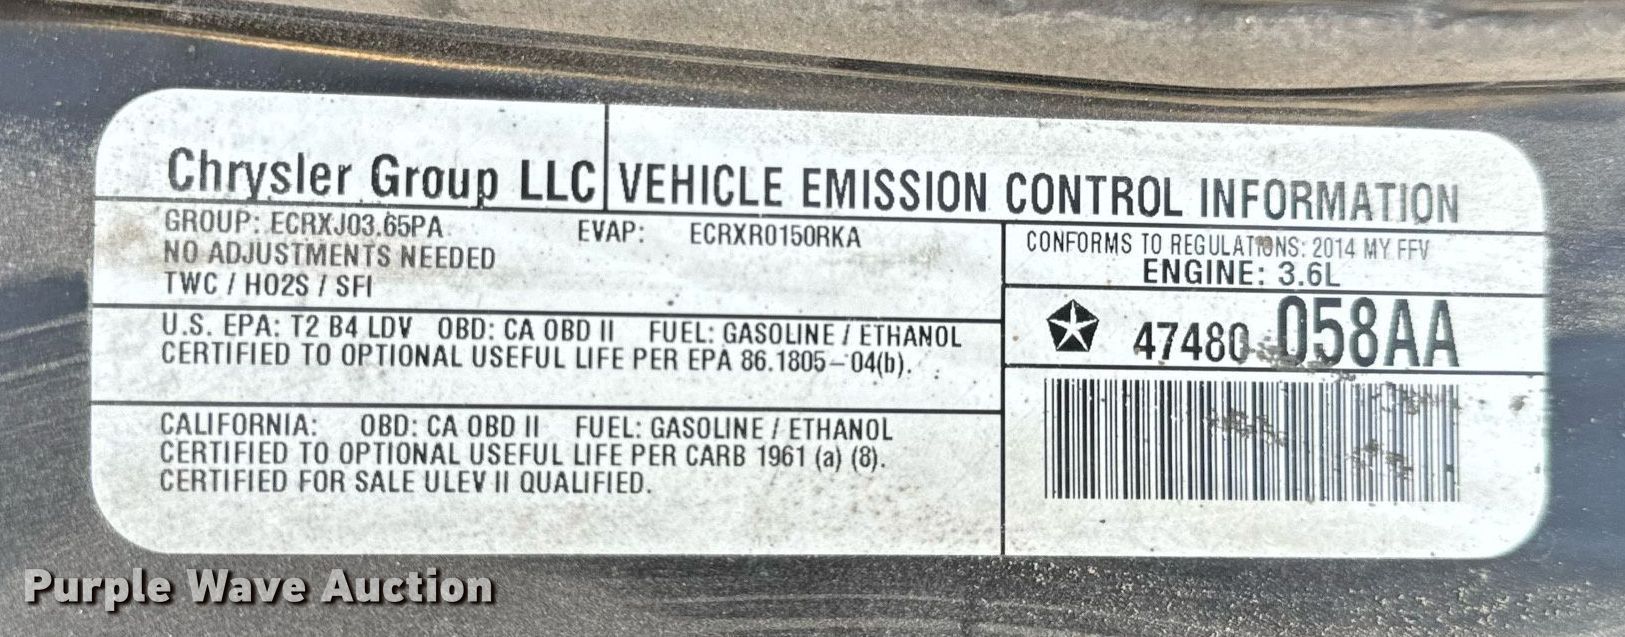 Chrysler Group LLC VEHICLE EMISSION CONTROL INFORMATION
GROUP: ECRXJ03.65PA EVAP: ECRXR0150RKA
NO ADJUSTMENTS NEEDED
TWC / HO2S / SFI
CONFORMS TO REGULATIONS: 2014 MY FFV
ENGINE: 3.6L
47480 058AA
U.S. EPA: T2 B4 LDV OBD: CA OBD II FUEL: GASOLINE / ETHANOL
CERTIFIED TO OPTIONAL USEFUL LIFE PER EPA 86.1805-04(b).
CALIFORNIA: OBD: CA OBD II FUEL: GASOLINE / ETHANOL
CERTIFIED TO OPTIONAL USEFUL LIFE PER CARB 1961 (a) (8).
CERTIFIED FOR SALE ULEV II QUALIFIED.
Purple Wave Auction